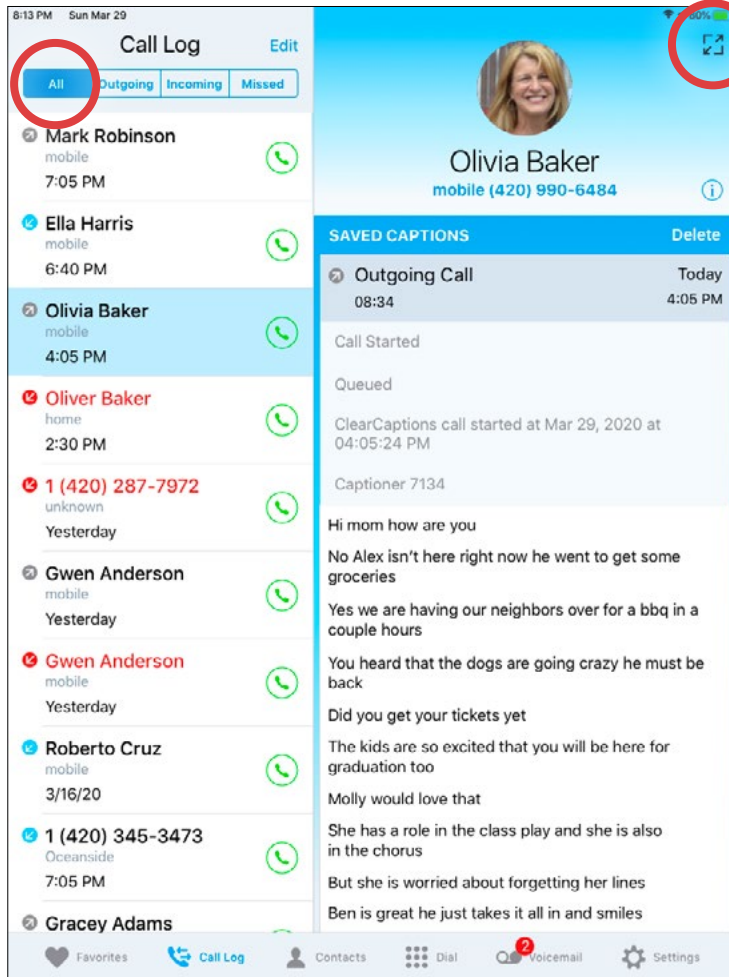 8:13 PM Sun Mar 29
60%
Call Log
Edit
All
Outgoing
Incoming
Missed
Mark Robinson
mobile
7:05 PM
Ella Harris
mobile
6:40 PM
Olivia Baker
mobile
4:05 PM
Oliver Baker
home
2:30 PM
1 (420) 287-7972
unknown
Yesterday
Gwen Anderson
mobile
Yesterday
Gwen Anderson
mobile
Yesterday
Roberto Cruz
mobile
3/16/20
1 (420) 345-3473
Oceanside
7:05 PM
Gracey Adams
Olivia Baker
mobile (420) 990-6484
SAVED CAPTIONS
Delete
Outgoing Call
Today
08:34
4:05 PM
Call Started
Queued
ClearCaptions call started at Mar 29, 2020 at
04:05:24 PM
Captioner 7134
Hi mom how are you
No Alex isn't here right now he went to get some
groceries
Yes we are having our neighbors over for a bbq in a
couple hours
You heard that the dogs are going crazy he must be
back
Did you get your tickets yet
The kids are so excited that you will be here for
graduation too
Molly would love that
She has a role in the class play and she is also
in the chorus
But she is worried about forgetting her lines
Ben is great he just takes it all in and smiles
Favorites
Call Log
Contacts
Dial
2
Voicemail
Settings